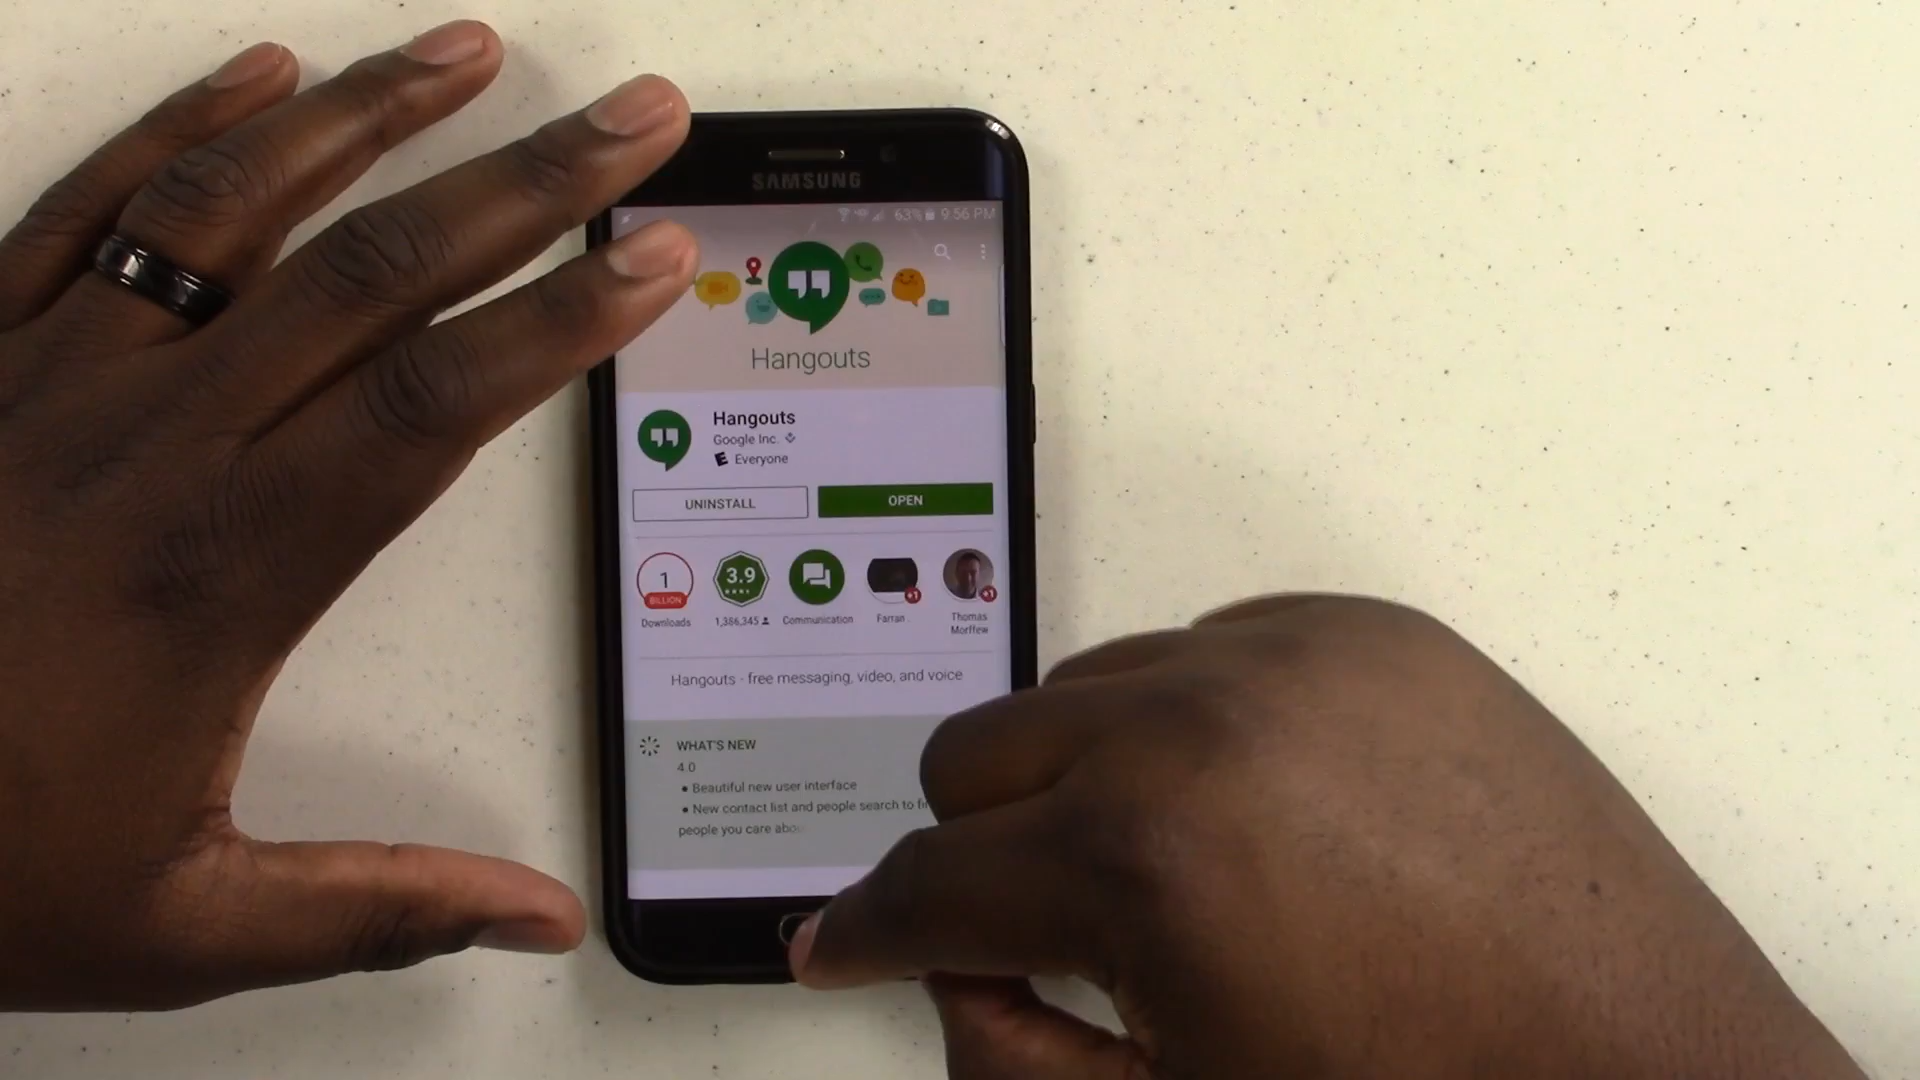 SAMSUNG
63% 9:56 PM
Hangouts
Hangouts
Google Inc.
E Everyone
UNINSTALL
OPEN
1
BILLION
Downloads
3.9
1,386,345
Communication
+1
Farran
+1
Thomas
Morffew
Hangouts - free messaging, video, and voice
WHAT'S NEW
4.0
• Beautiful new user interface
• New contact list and people search to
people you care